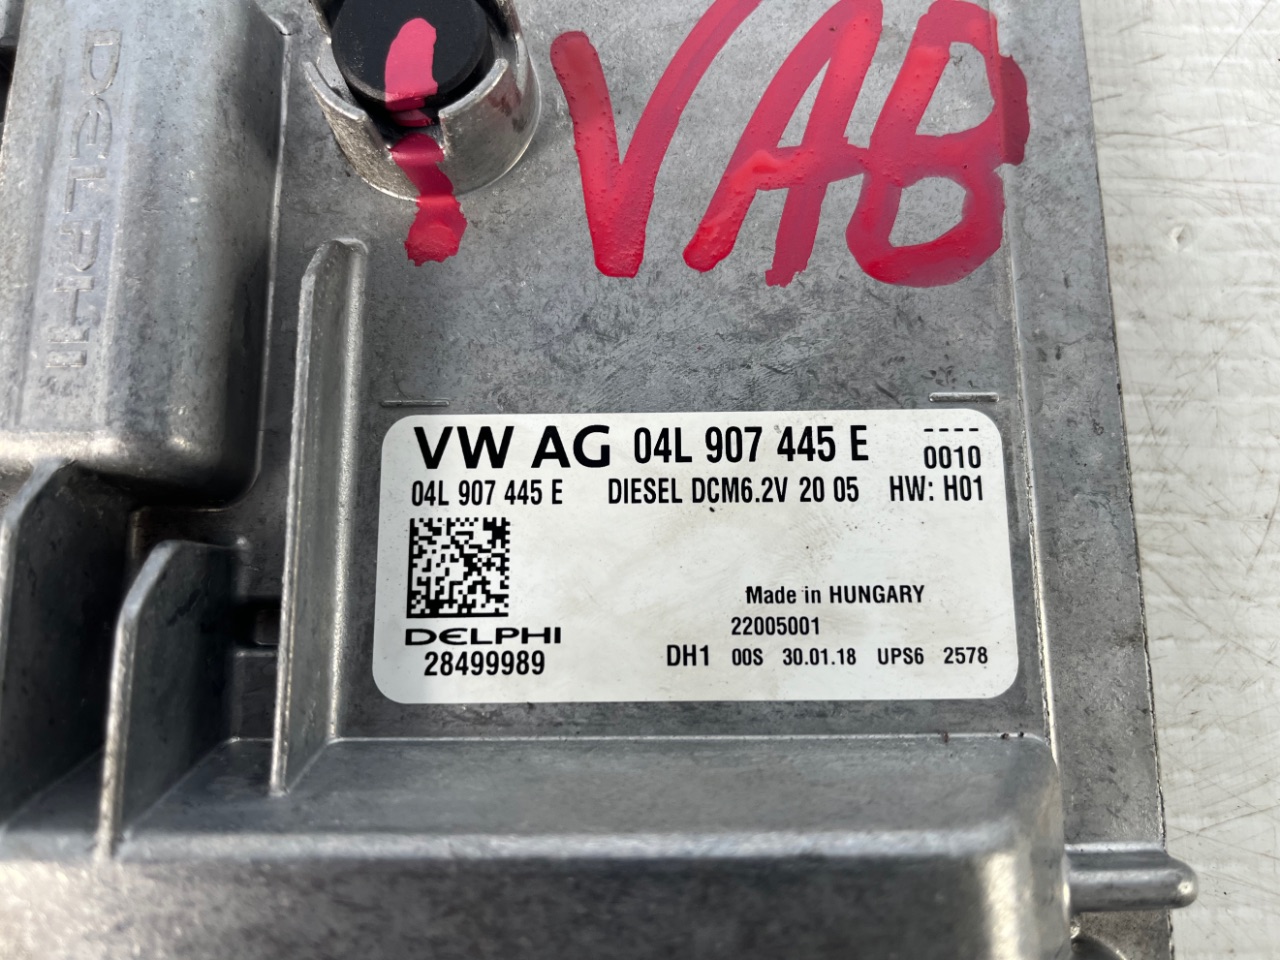 DELPHI
VAB
VW AG 04L 907 445 E ----
0010
04L 907 445 E DIESEL DCM6.2V 20 05 HW: H01
Made in HUNGARY
22005001
DELPHI
28499989
DH1 00S 30.01.18 UPS6 2578